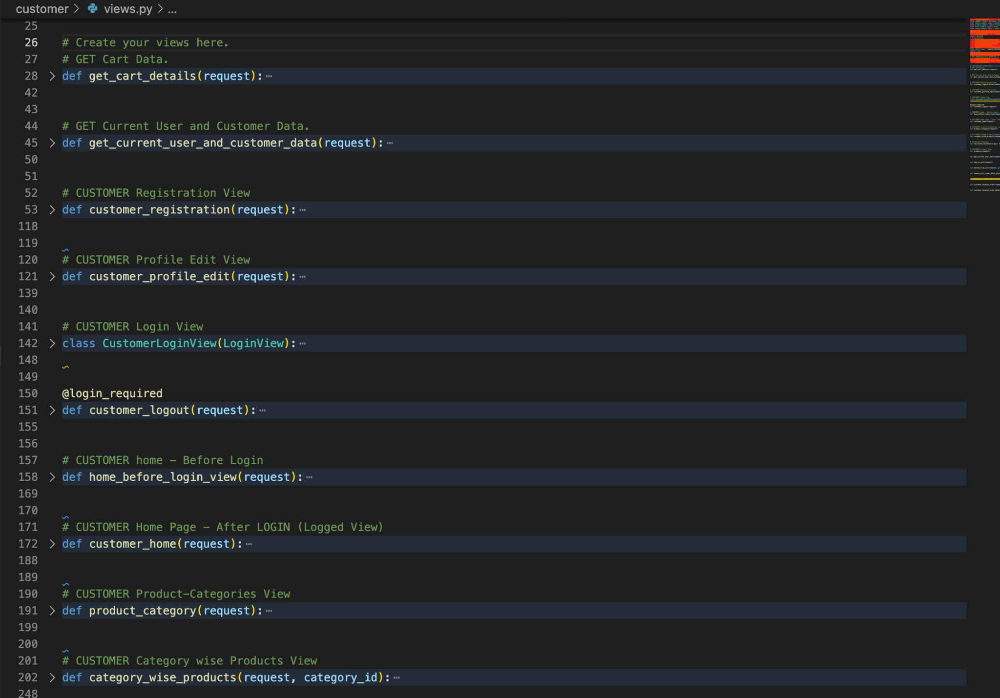 customer > views.py > ...
25
26 # Create your views here.
27 # GET Cart Data.
28 > def get_cart_details(request):⋯
42
43
44 # GET Current User and Customer Data.
45 > def get_current_user_and_customer_data(request):⋯
50
51
52 # CUSTOMER Registration View
53 > def customer_registration(request):⋯
118
119
120 # CUSTOMER Profile Edit View
121 > def customer_profile_edit(request):⋯
139
140
141 # CUSTOMER Login View
142 > class CustomerLoginView(LoginView):⋯
148
149
150 @login_required
151 > def customer_logout(request):⋯
155
156
157 # CUSTOMER home – Before Login
158 > def home_before_login_view(request):⋯
169
170
171 # CUSTOMER Home Page – After LOGIN (Logged View)
172 > def customer_home(request):⋯
188
189
190 # CUSTOMER Product-Categories View
191 > def product_category(request):⋯
199
200
201 # CUSTOMER Category wise Products View
202 > def category_wise_products(request, category_id):⋯
248